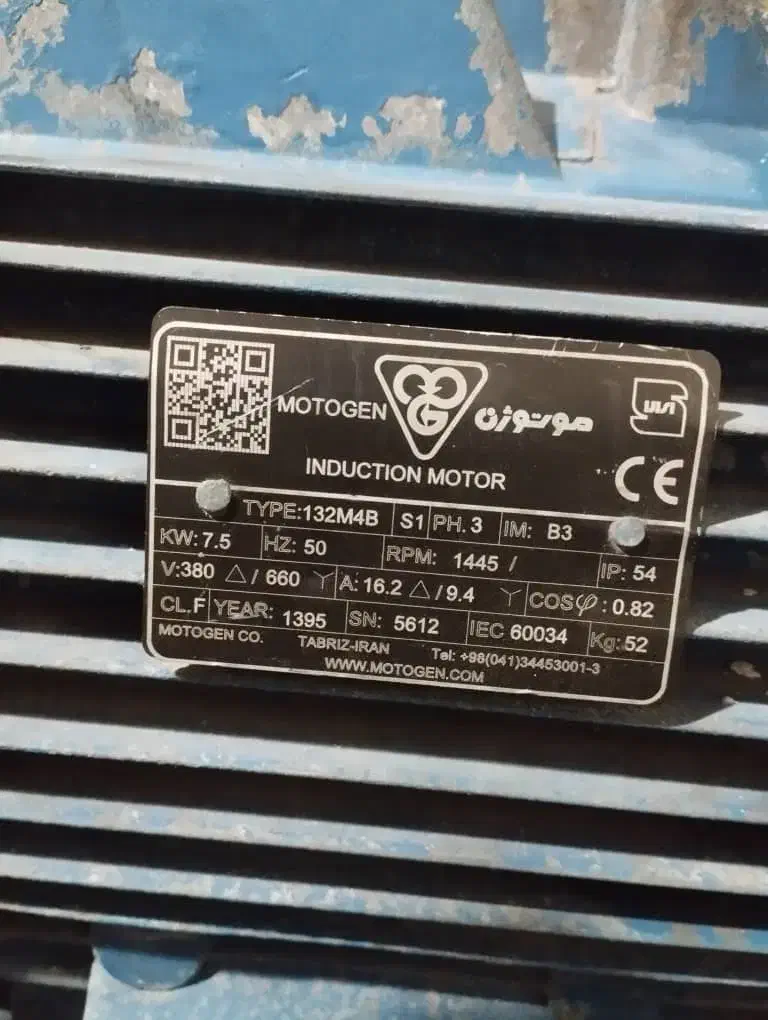 MOTOGEN موتوژن
INDUCTION MOTOR
CE
TYPE:132M4B S1 PH. 3 IM: B3
KW: 7.5 HZ: 50 RPM: 1445 / IP: 54
V:380 △ / 660 Y A: 16.2 △ / 9.4 Y COSφ : 0.82
CL.F YEAR: 1395 SN: 5612 IEC 60034 Kg: 52
MOTOGEN CO. TABRIZ-IRAN Tel: +98(041)34453001-3
WWW.MOTOGEN.COM